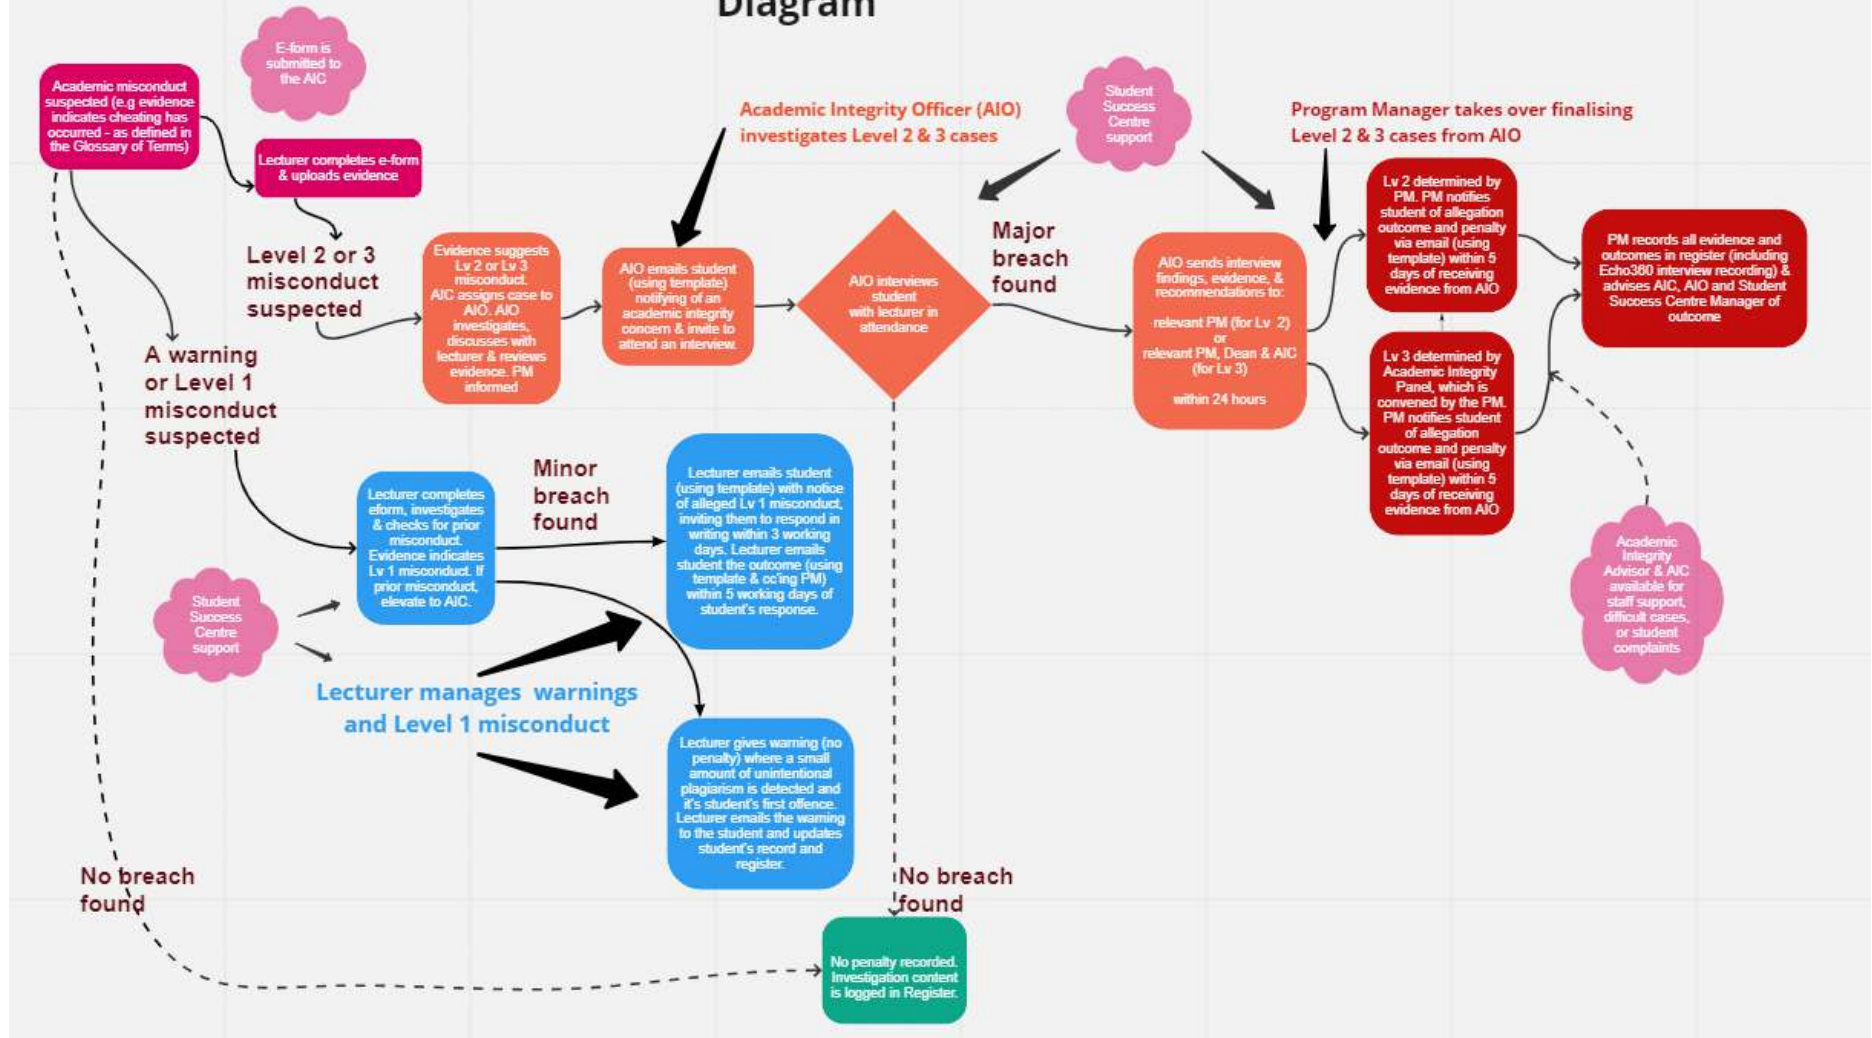 Diagram
E-form is
submitted to
the AIC
Academic misconduct
suspected (e.g evidence
indicates cheating has
occurred - as defined in
the Glossary of Terms)
Lecturer completes e-form
& uploads evidence
Level 2 or 3
misconduct
suspected
A warning
or Level 1
misconduct
suspected
Evidence suggests
Lv 2 or Lv 3
misconduct.
AIC assigns case to
AIO. AIO
investigates,
discusses with
lecturer & reviews
evidence. PM
informed
Academic Integrity Officer (AIO)
investigates Level 2 & 3 cases
AIO emails student
(using template)
notifying of an
academic integrity
concern & invite to
attend an interview.
AIO interviews
student
with lecturer in
attendance
Student
Success
Centre
support
Major
breach
found
AIO sends interview
findings, evidence, &
recommendations to:
relevant PM (for Lv 2)
or
relevant PM, Dean & AIC
(for Lv 3)
within 24 hours
Program Manager takes over finalising
Level 2 & 3 cases from AIO
Lv 2 determined by
PM. PM notifies
student of allegation
outcome and penalty
via email (using
template) within 5
days of receiving
evidence from AIO
Lv 3 determined by
Academic Integrity
Panel, which is
convened by the PM.
PM notifies student
of allegation
outcome and penalty
via email (using
template) within 5
days of receiving
evidence from AIO
PM records all evidence and
outcomes in register (including
Echo360 interview recording) &
advises AIC, AIO and Student
Success Centre Manager of
outcome
Academic
Integrity
Advisor & AIC
available for
staff support,
difficult cases,
or student
complaints
Lecturer completes
eform, investigates
& checks for prior
misconduct.
Evidence indicates
Lv 1 misconduct. If
prior misconduct,
elevate to AIC.
Minor
breach
found
Lecturer emails student
(using template) with notice
of alleged Lv 1 misconduct,
inviting them to respond in
writing within 3 working
days. Lecturer emails
student the outcome (using
template & cc'ing PM)
within 5 working days of
student's response.
Student
Success
Centre
support
Lecturer manages warnings
and Level 1 misconduct
Lecturer gives warning (no
penalty) where a small
amount of unintentional
plagiarism is detected and
it's student's first offence.
Lecturer emails the warning
to the student and updates
student's record and
register.
No breach
found
No breach
found
No penalty recorded.
Investigation content
is logged in Register.